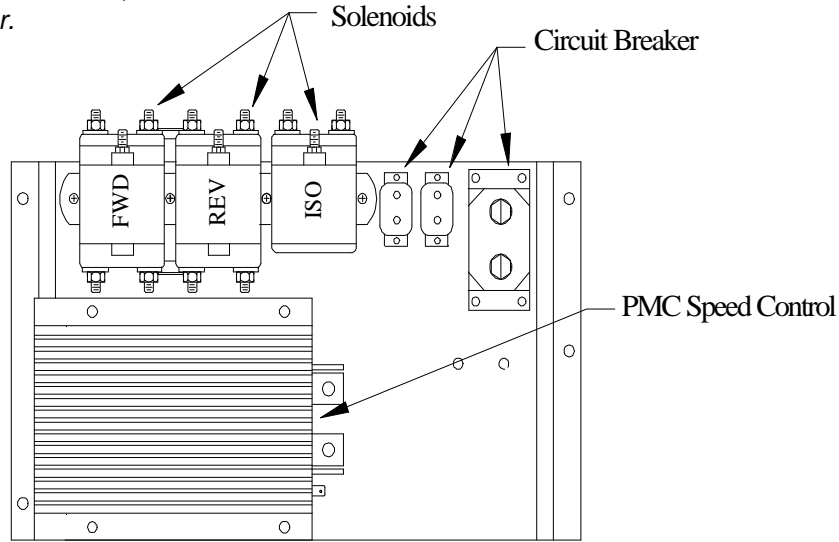 r.
Solenoids
Circuit Breaker
FWD
REV
ISO
PMC Speed Control